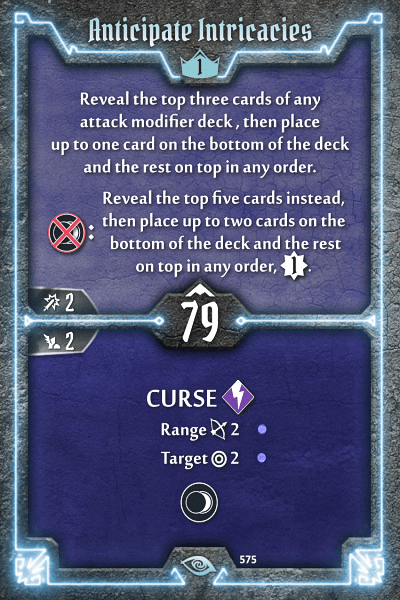 Anticipate Intricacies
1
Reveal the top three cards of any
attack modifier deck , then place
up to one card on the bottom of the deck
and the rest on top in any order.
Reveal the top five cards instead,
: then place up to two cards on the
bottom of the deck and the rest
on top in any order, 1.
2
79
2
CURSE
Range 2
Target 2
575